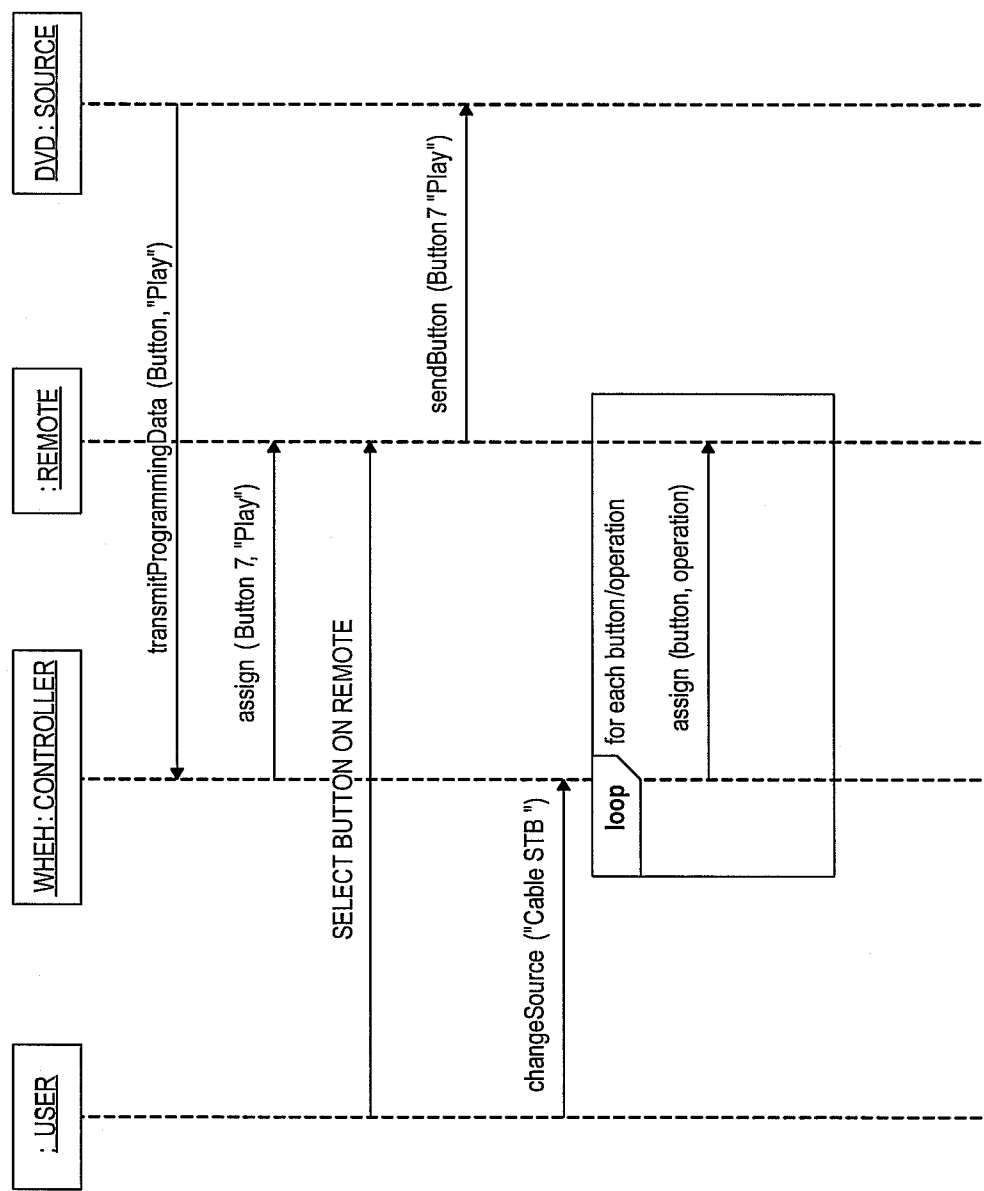 : USER
WHEH : CONTROLLER
: REMOTE
DVD : SOURCE
transmitProgrammingData (Button,"Play")
assign ( Button 7, "Play")
SELECT BUTTON ON REMOTE
sendButton (Button7 "Play")
changeSource ("Cable STB ")
loop
for each button/operation
assign (button, operation)